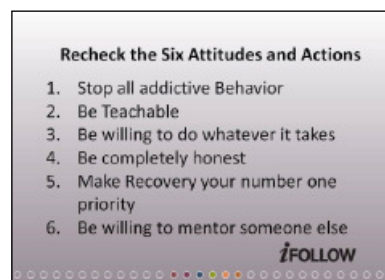 Recheck the Six Attitudes and Actions
1. Stop all addictive Behavior
2. Be Teachable
3. Be willing to do whatever it takes
4. Be completely honest
5. Make Recovery your number one
priority
6. Be willing to mentor someone else
iFOLLOW